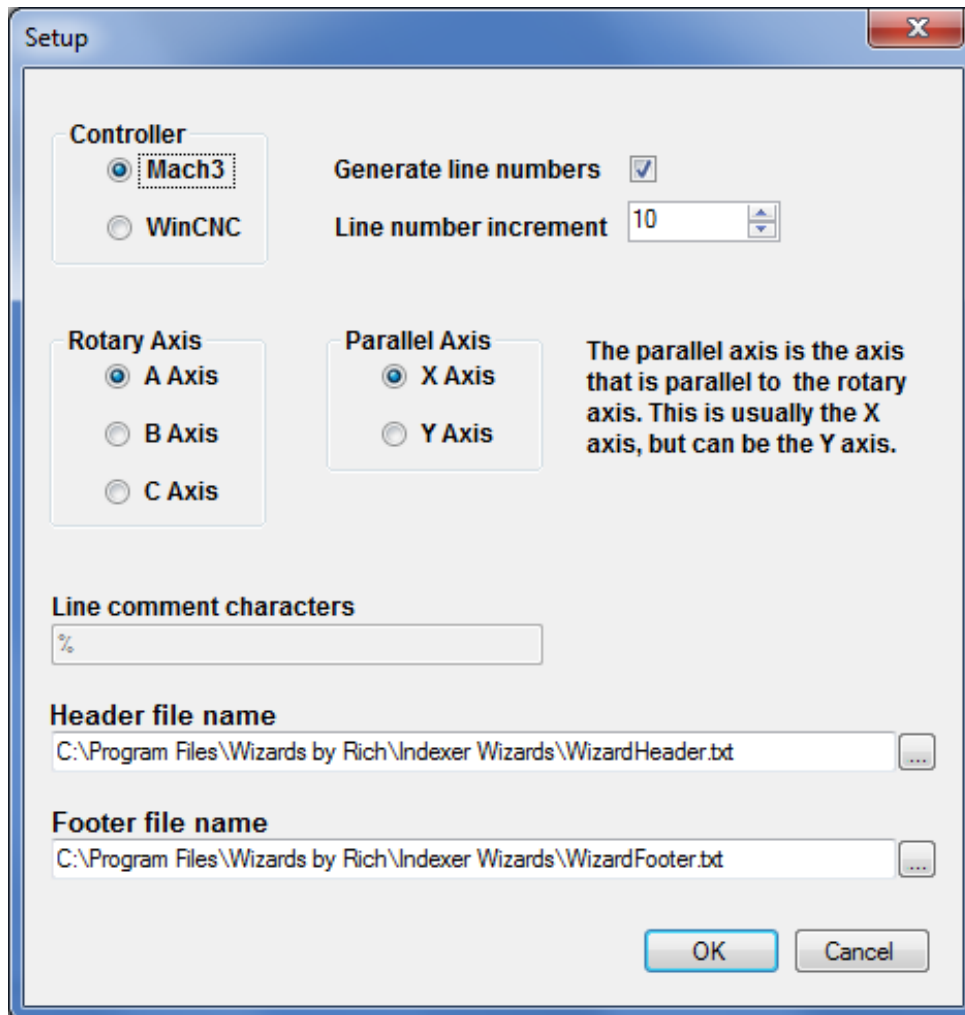 Setup
Controller
Mach3
WinCNC
Generate line numbers
Line number increment 10
Rotary Axis
A Axis
B Axis
C Axis
Parallel Axis
X Axis
Y Axis
The parallel axis is the axis
that is parallel to the rotary
axis. This is usually the X
axis, but can be the Y axis.
Line comment characters
%
Header file name
C:\Program Files\Wizards by Rich\Indexer Wizards\WizardHeader.txt
...
Footer file name
C:\Program Files\Wizards by Rich\Indexer Wizards\WizardFooter.txt
...
OK Cancel